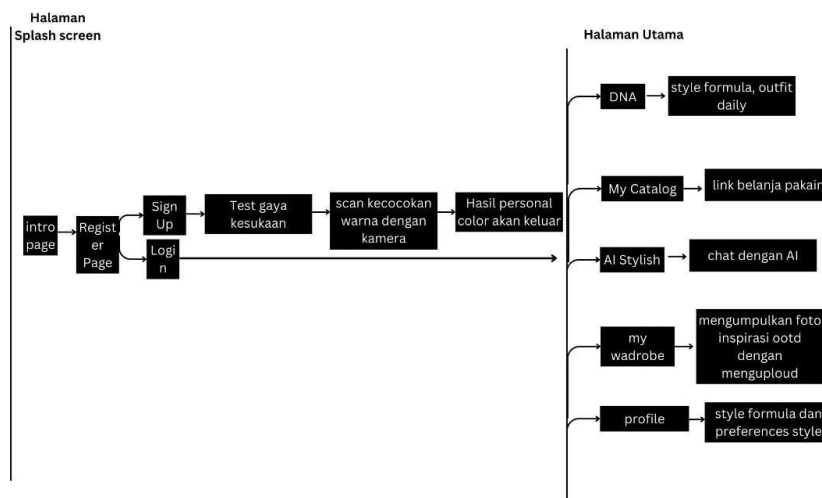 Halaman
Splash screen
Halaman Utama
intro
page
Regist
er
Page
Sign
Up
Logi
n
Test gaya
kesukaan
scan kecocokan
warna dengan
kamera
Hasil personal
color akan keluar
DNA
style formula, outfit
daily
My Catalog
link belanja pakain
AI Stylish
chat dengan AI
my
wadrobe
mengumpulkan foto
inspirasi ootd
dengan
menguploud
profile
style formula dan
preferences style